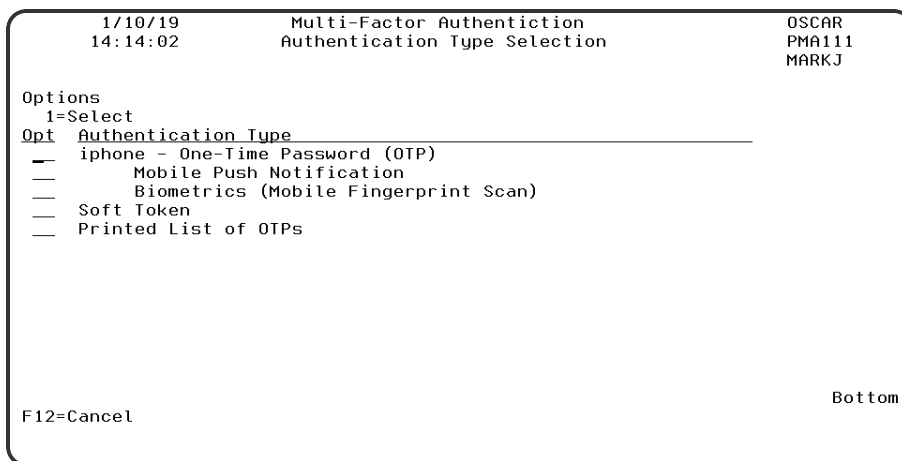 1/10/19 Multi-Factor Authentiction OSCAR
14:14:02 Authentication Type Selection PMA111
MARKJ
Options
1=Select
Opt Authentication Type
iphone - One-Time Password (OTP)
Mobile Push Notification
Biometrics (Mobile Fingerprint Scan)
Soft Token
Printed List of OTPs
Bottom
F12=Cancel